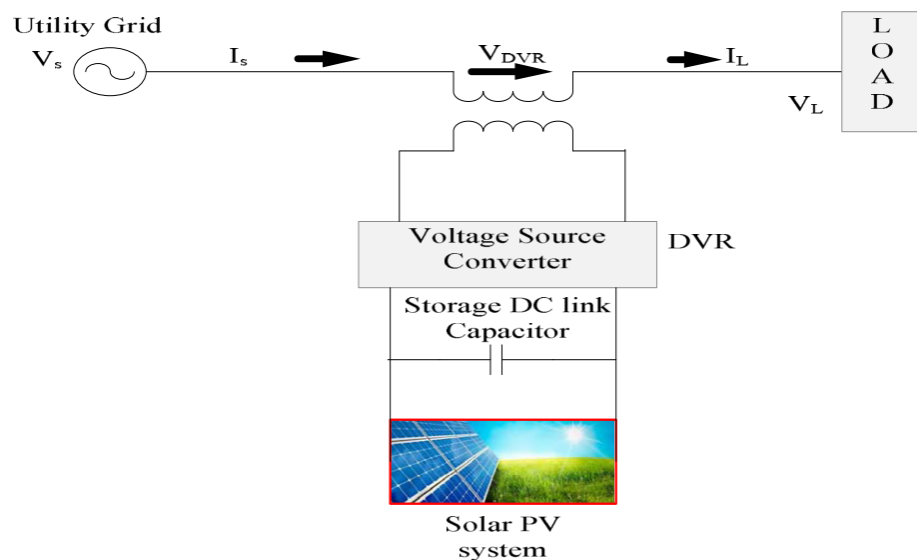 Utility Grid
Vs
Is
VDVR
IL
VL
L
O
A
D
Voltage Source
Converter
DVR
Storage DC link
Capacitor
Solar PV
system